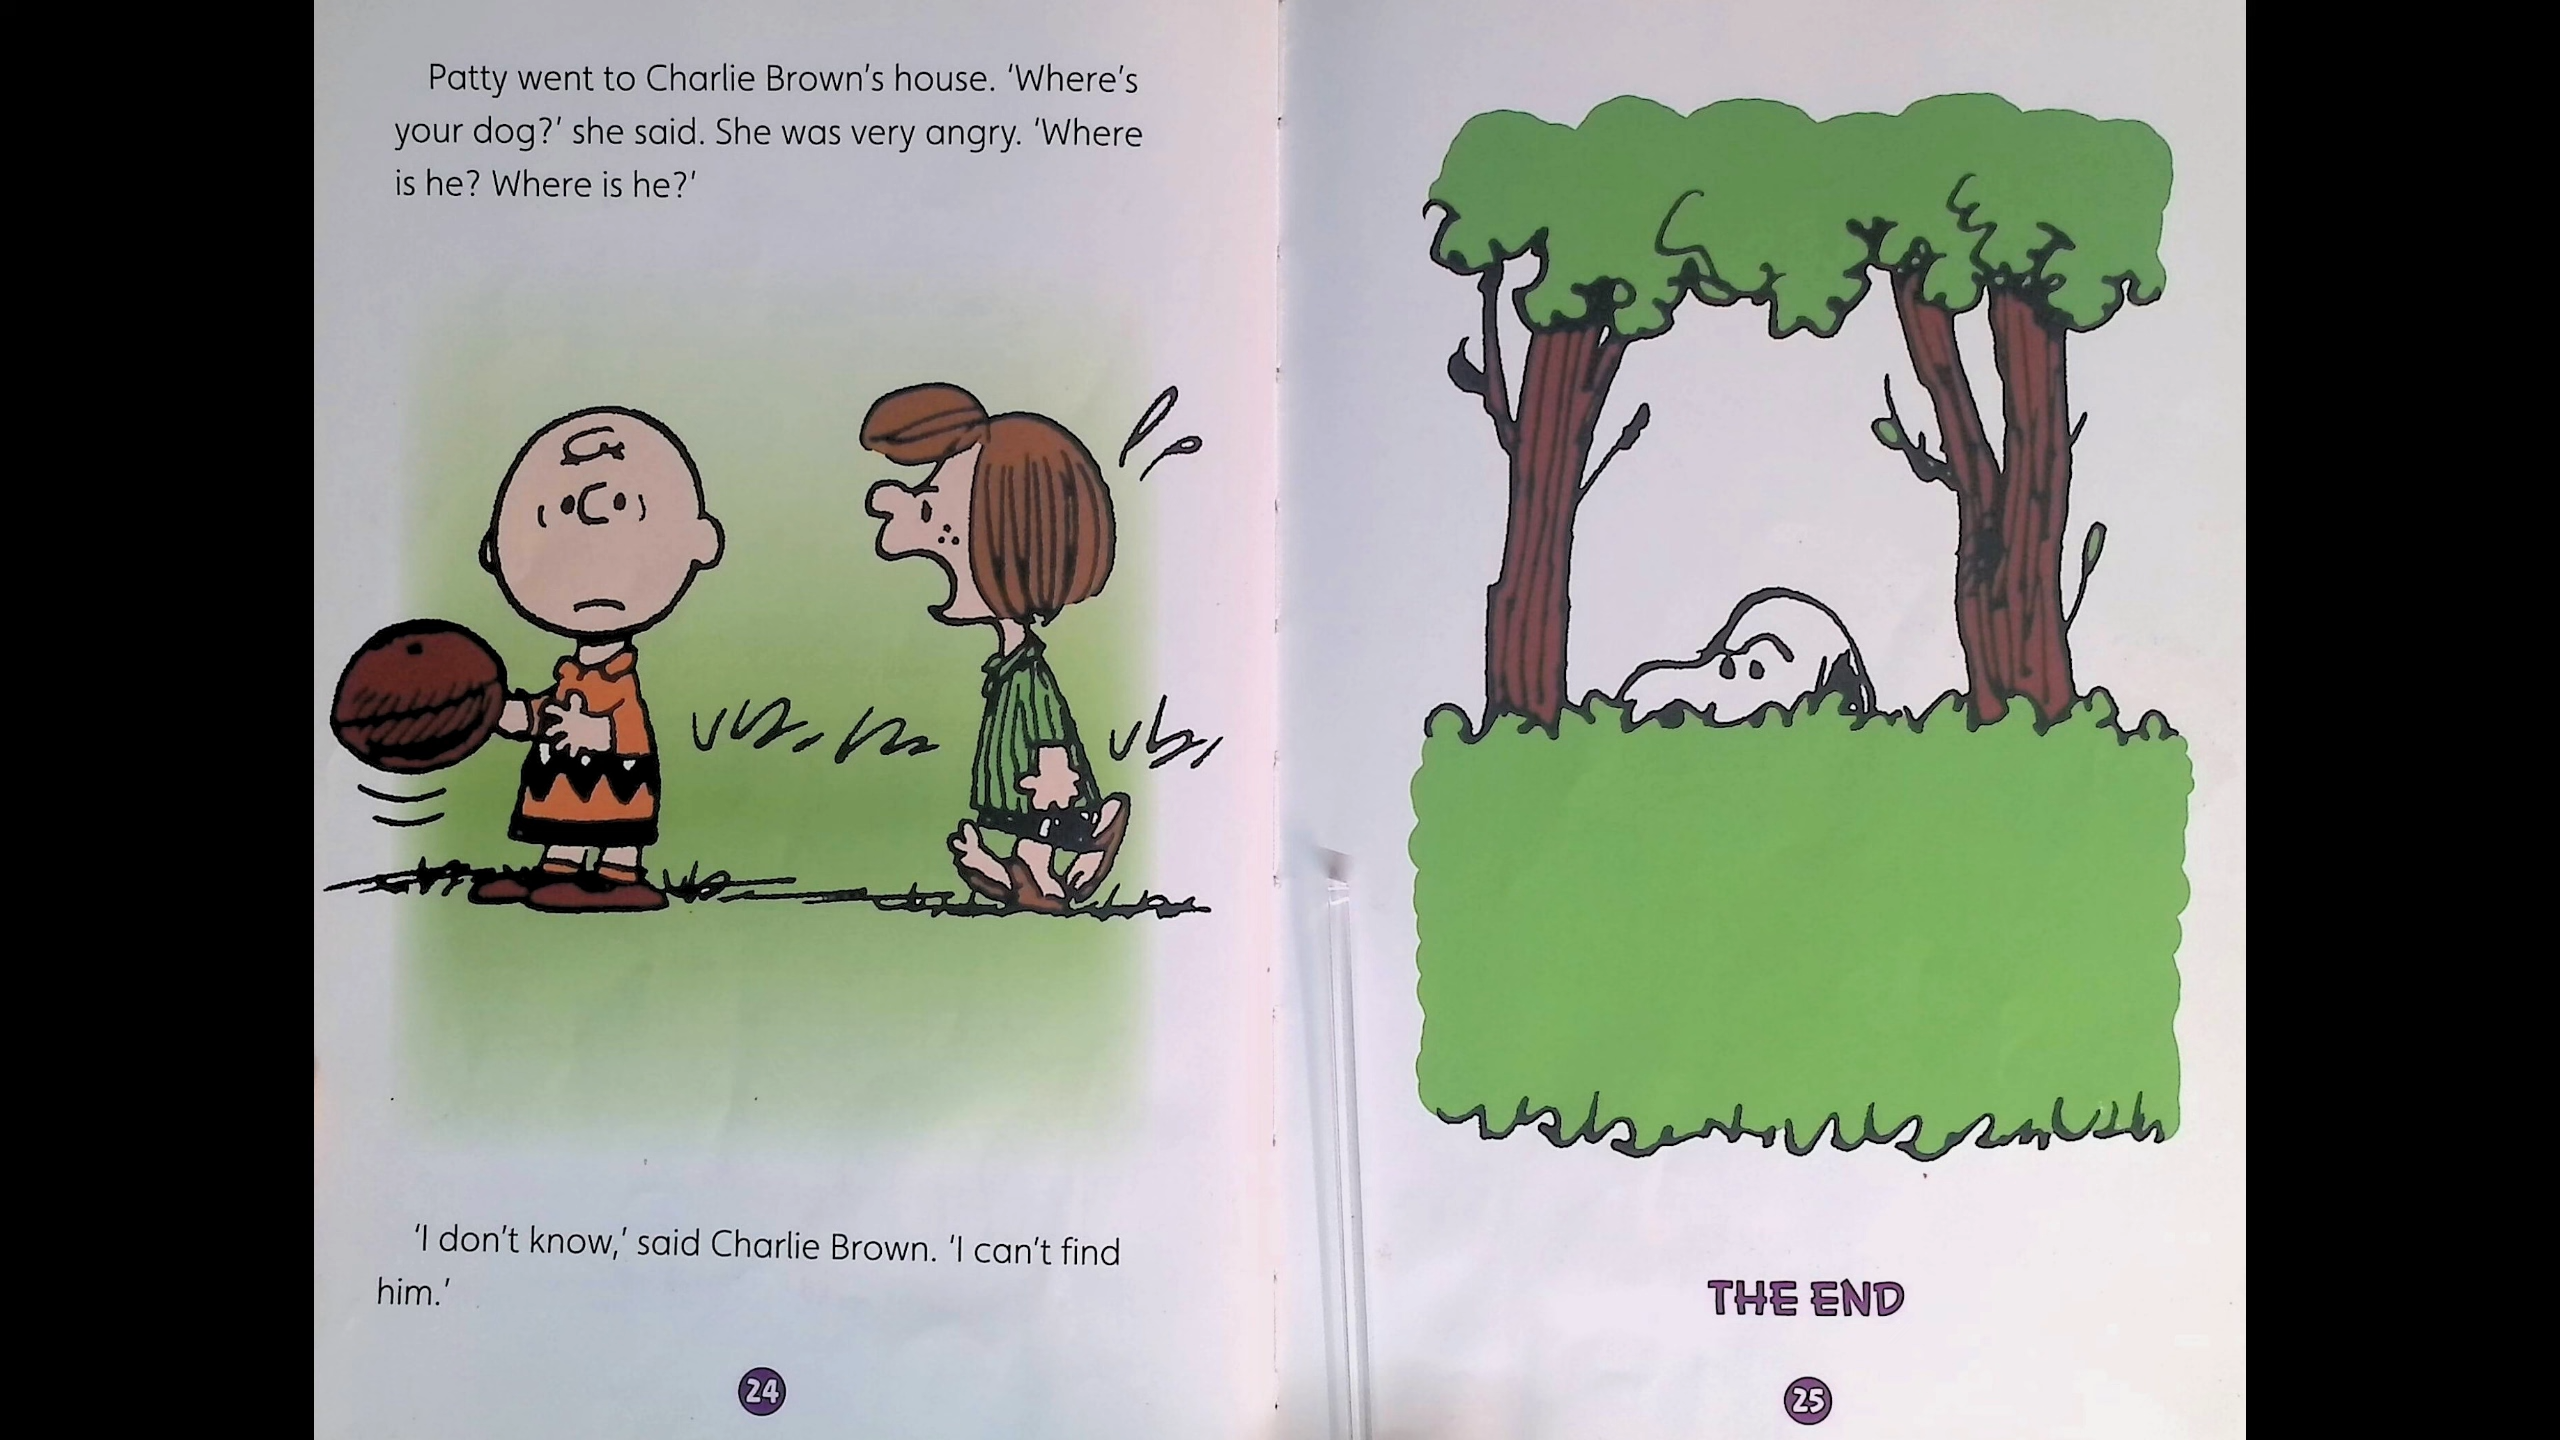 Patty went to Charlie Brown's house. 'Where's
your dog?' she said. She was very angry. 'Where
is he? Where is he?'
'I don't know,' said Charlie Brown. 'I can't find
him.'
24
THE END
25